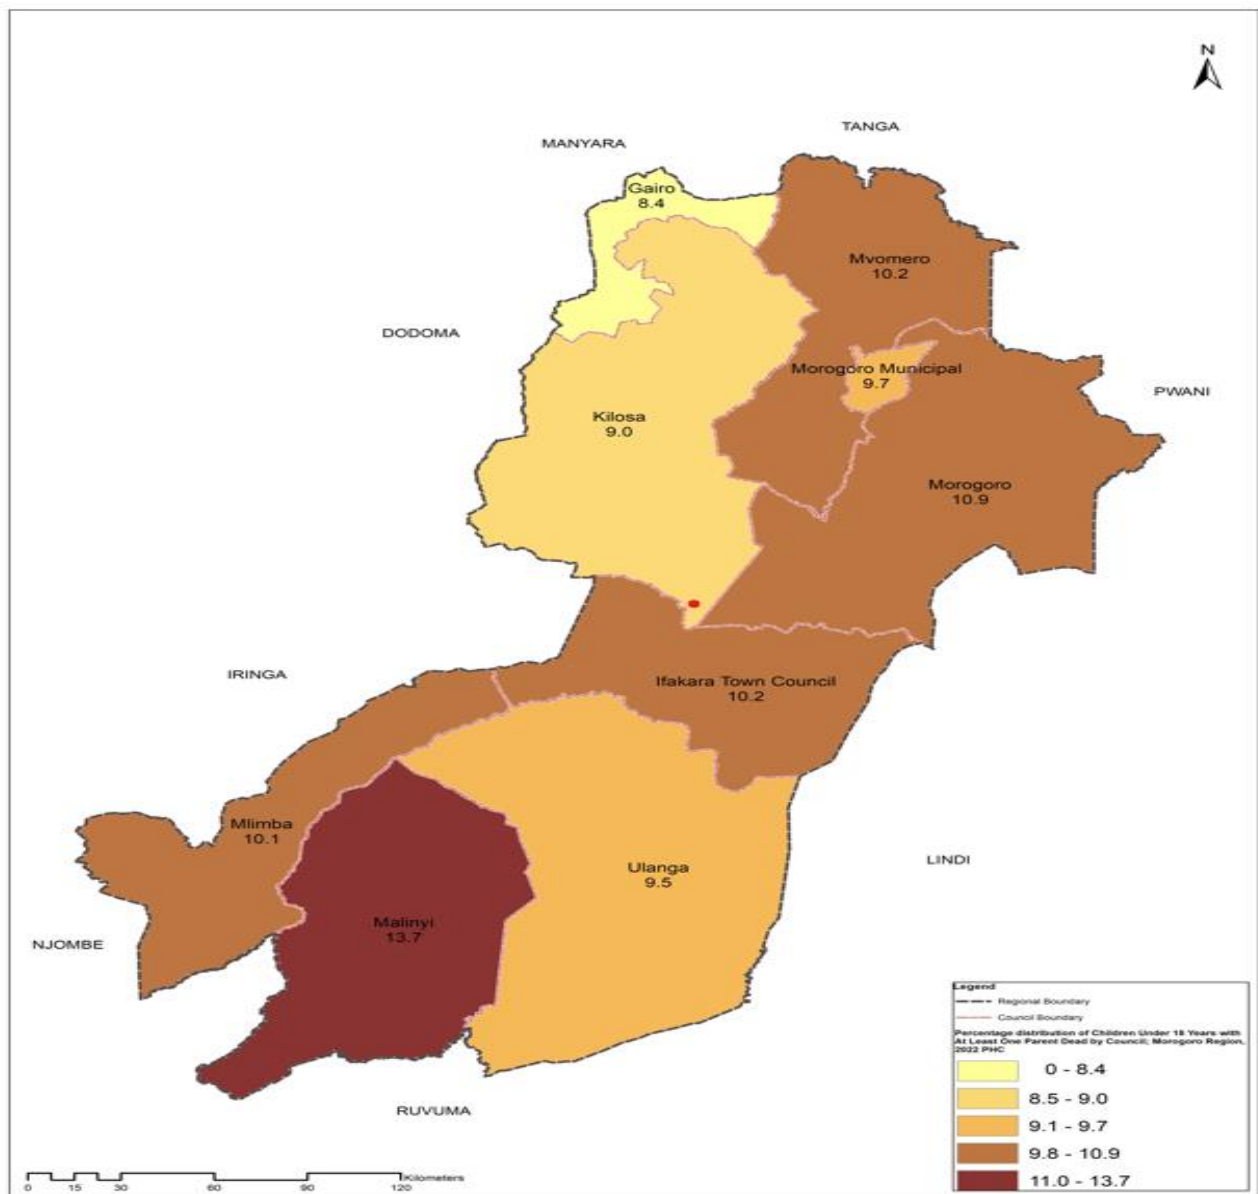 N
TANGA
MANYARA
Gairo
8.4
Mvomero
10.2
DODOMA
Morogoro Municipal
9.7
PWANI
Kilosa
9.0
Morogoro
10.9
IRINGA
Ifakara Town Council
10.2
Mlimba
10.1
Ulanga
9.5
LINDI
Malinyi
13.7
NJOMBE
RUVUMA
Legend
Regional Boundary
Council Boundary
Percentage distribution of Children Under 18 Years with
At Least One Parent Dead by Council; Morogoro Region,
2022 PHC
0 - 8.4
8.5 - 9.0
9.1 - 9.7
9.8 - 10.9
11.0 - 13.7
Kilometers
0 15 30 60 90 120